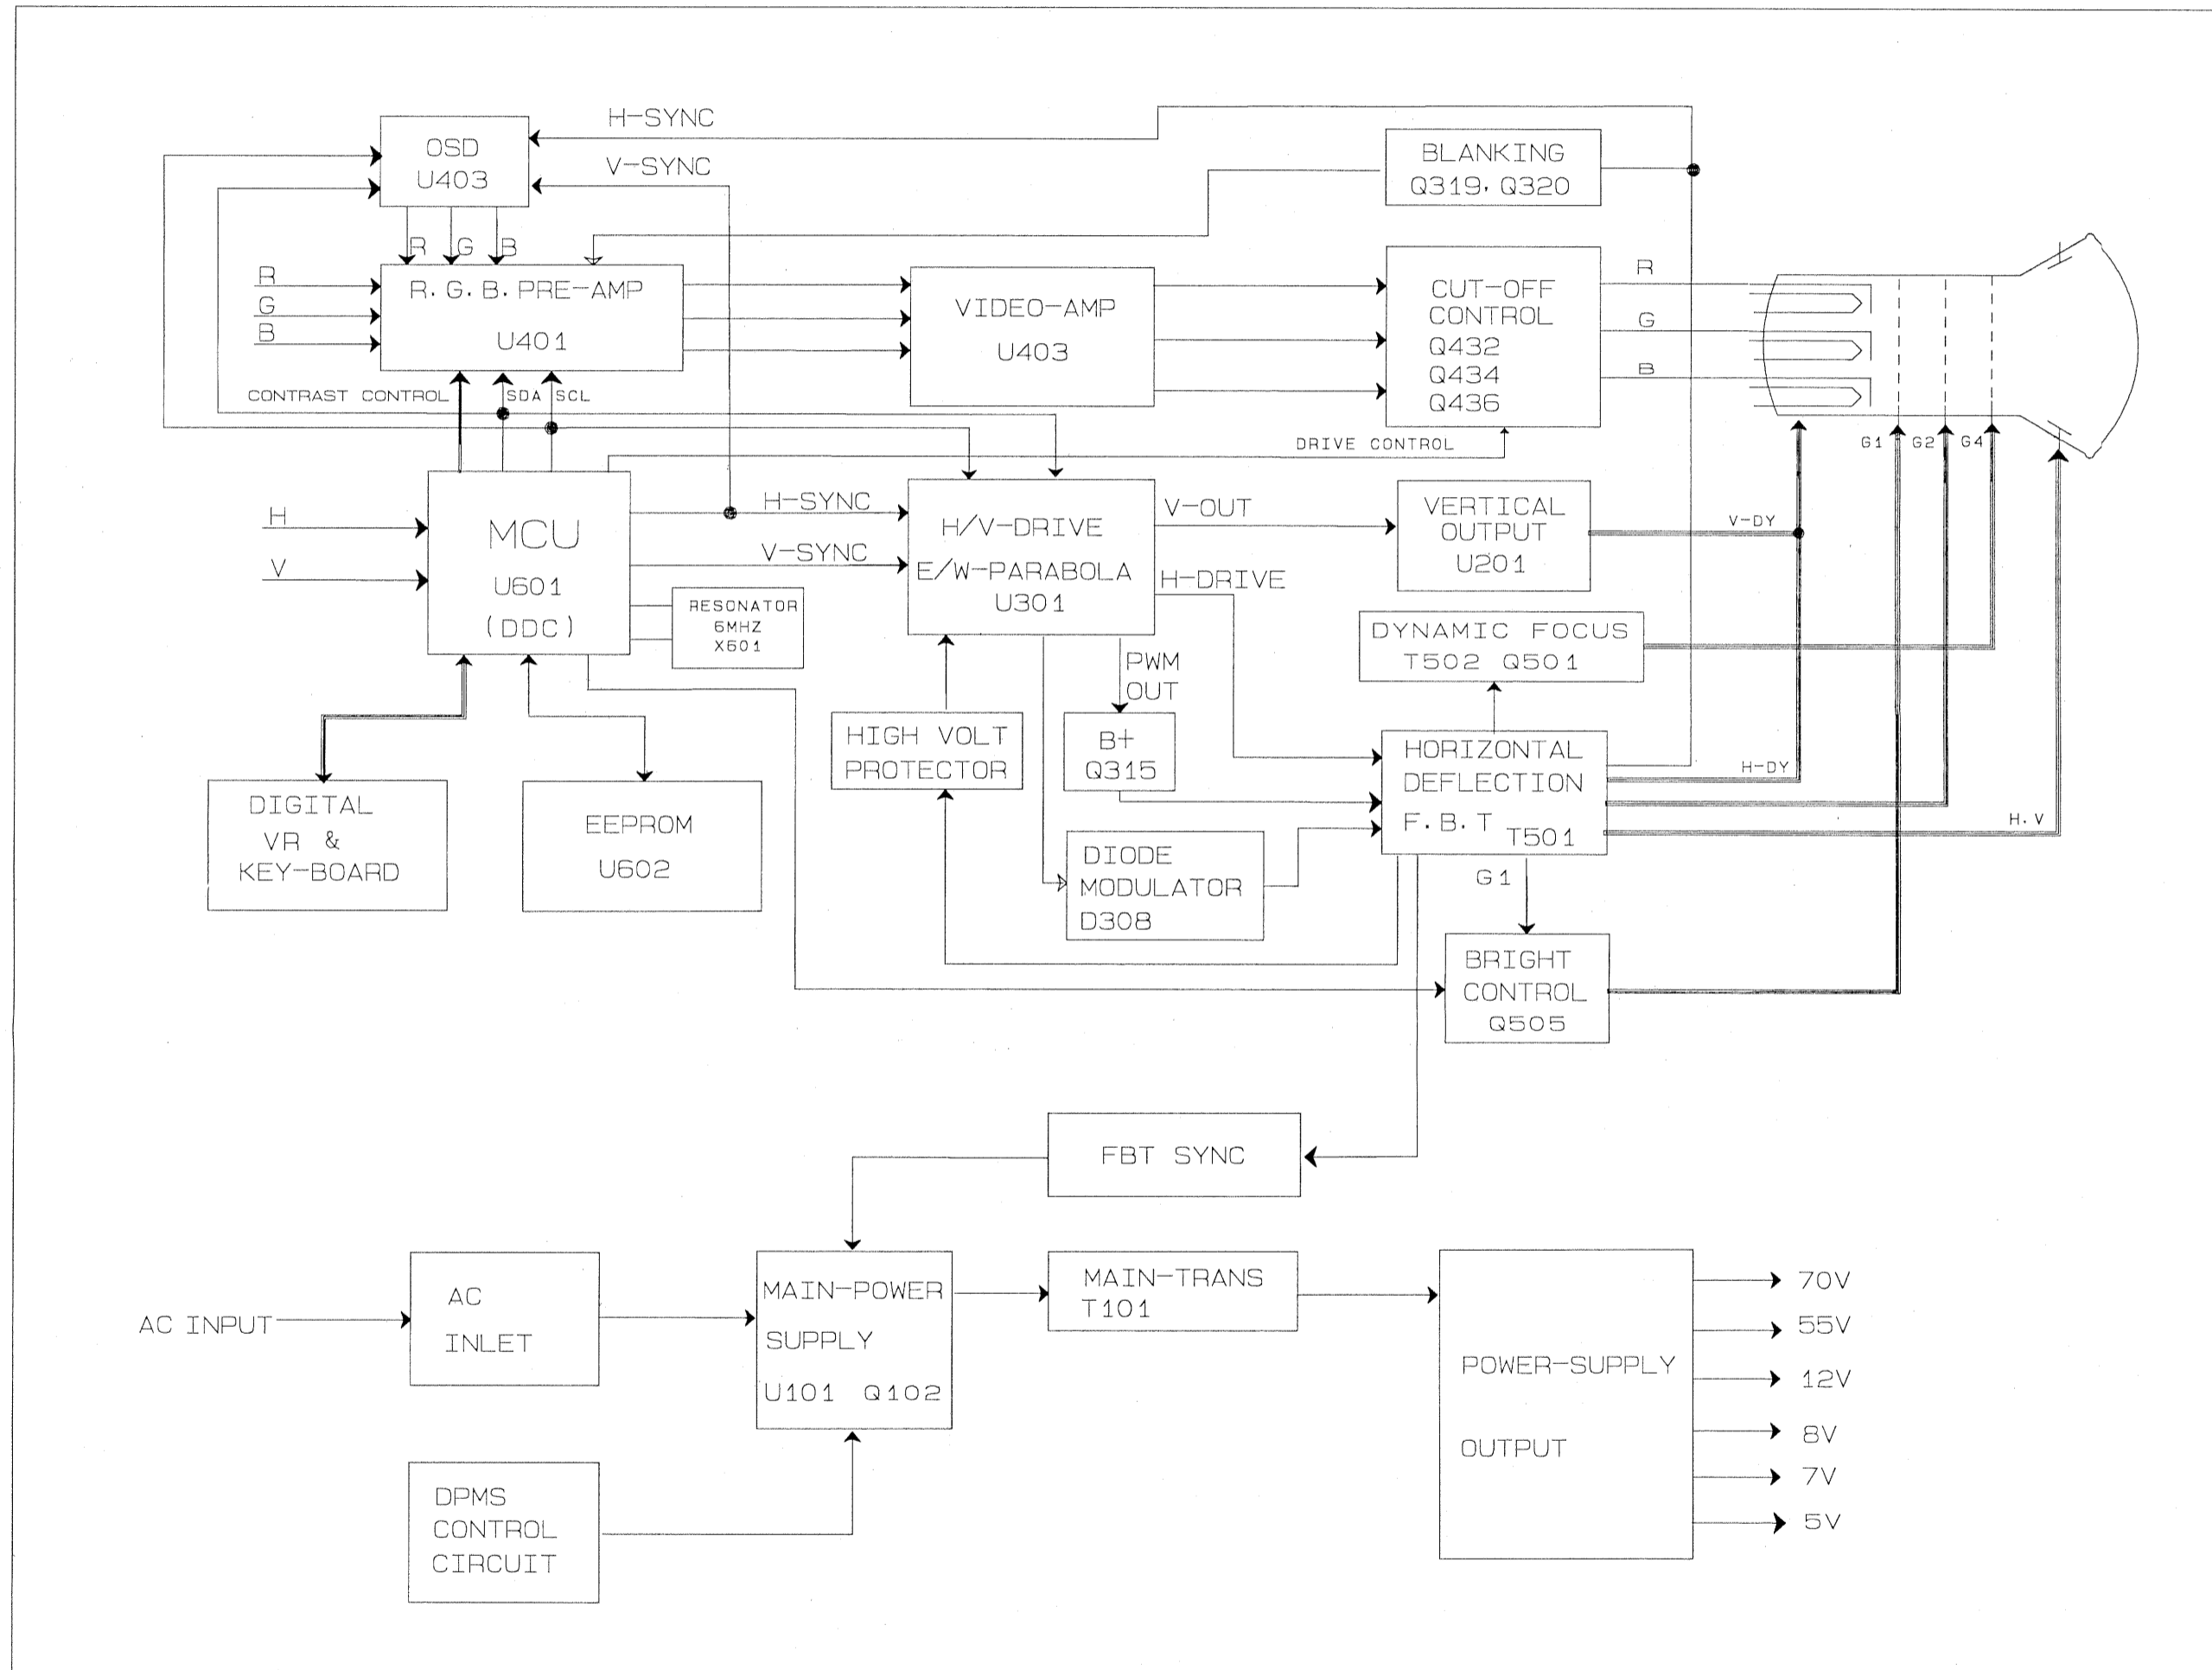 H-SYNC
OSD
U403
V-SYNC
BLANKING
Q319, Q320
R G B
R
G
B
R. G. B. PRE-AMP
U401
VIDEO-AMP
U403
CUT-OFF
CONTROL
Q432
Q434
Q436
R
G
B
CONTRAST CONTROL
SDA
SCL
DRIVE CONTROL
G1
G2
G4
H
V
MCU
U601
(DDC)
H-SYNC
V-SYNC
RESONATOR
6MHZ
X601
H/V-DRIVE
E/W-PARABOLA
U301
V-OUT
H-DRIVE
VERTICAL
OUTPUT
U201
V-DY
DYNAMIC FOCUS
T502 Q501
PWM
OUT
HIGH VOLT
PROTECTOR
B+
Q315
HORIZONTAL
DEFLECTION
F. B. T
T501
H-DY
H. V
DIGITAL
VR &
KEY-BOARD
EEPROM
U602
DIODE
MODULATOR
D308
G1
BRIGHT
CONTROL
Q505
FBT SYNC
AC INPUT
AC
INLET
MAIN-POWER
SUPPLY
U101 Q102
MAIN-TRANS
T101
POWER-SUPPLY
OUTPUT
70V
55V
12V
8V
7V
5V
DPMS
CONTROL
CIRCUIT